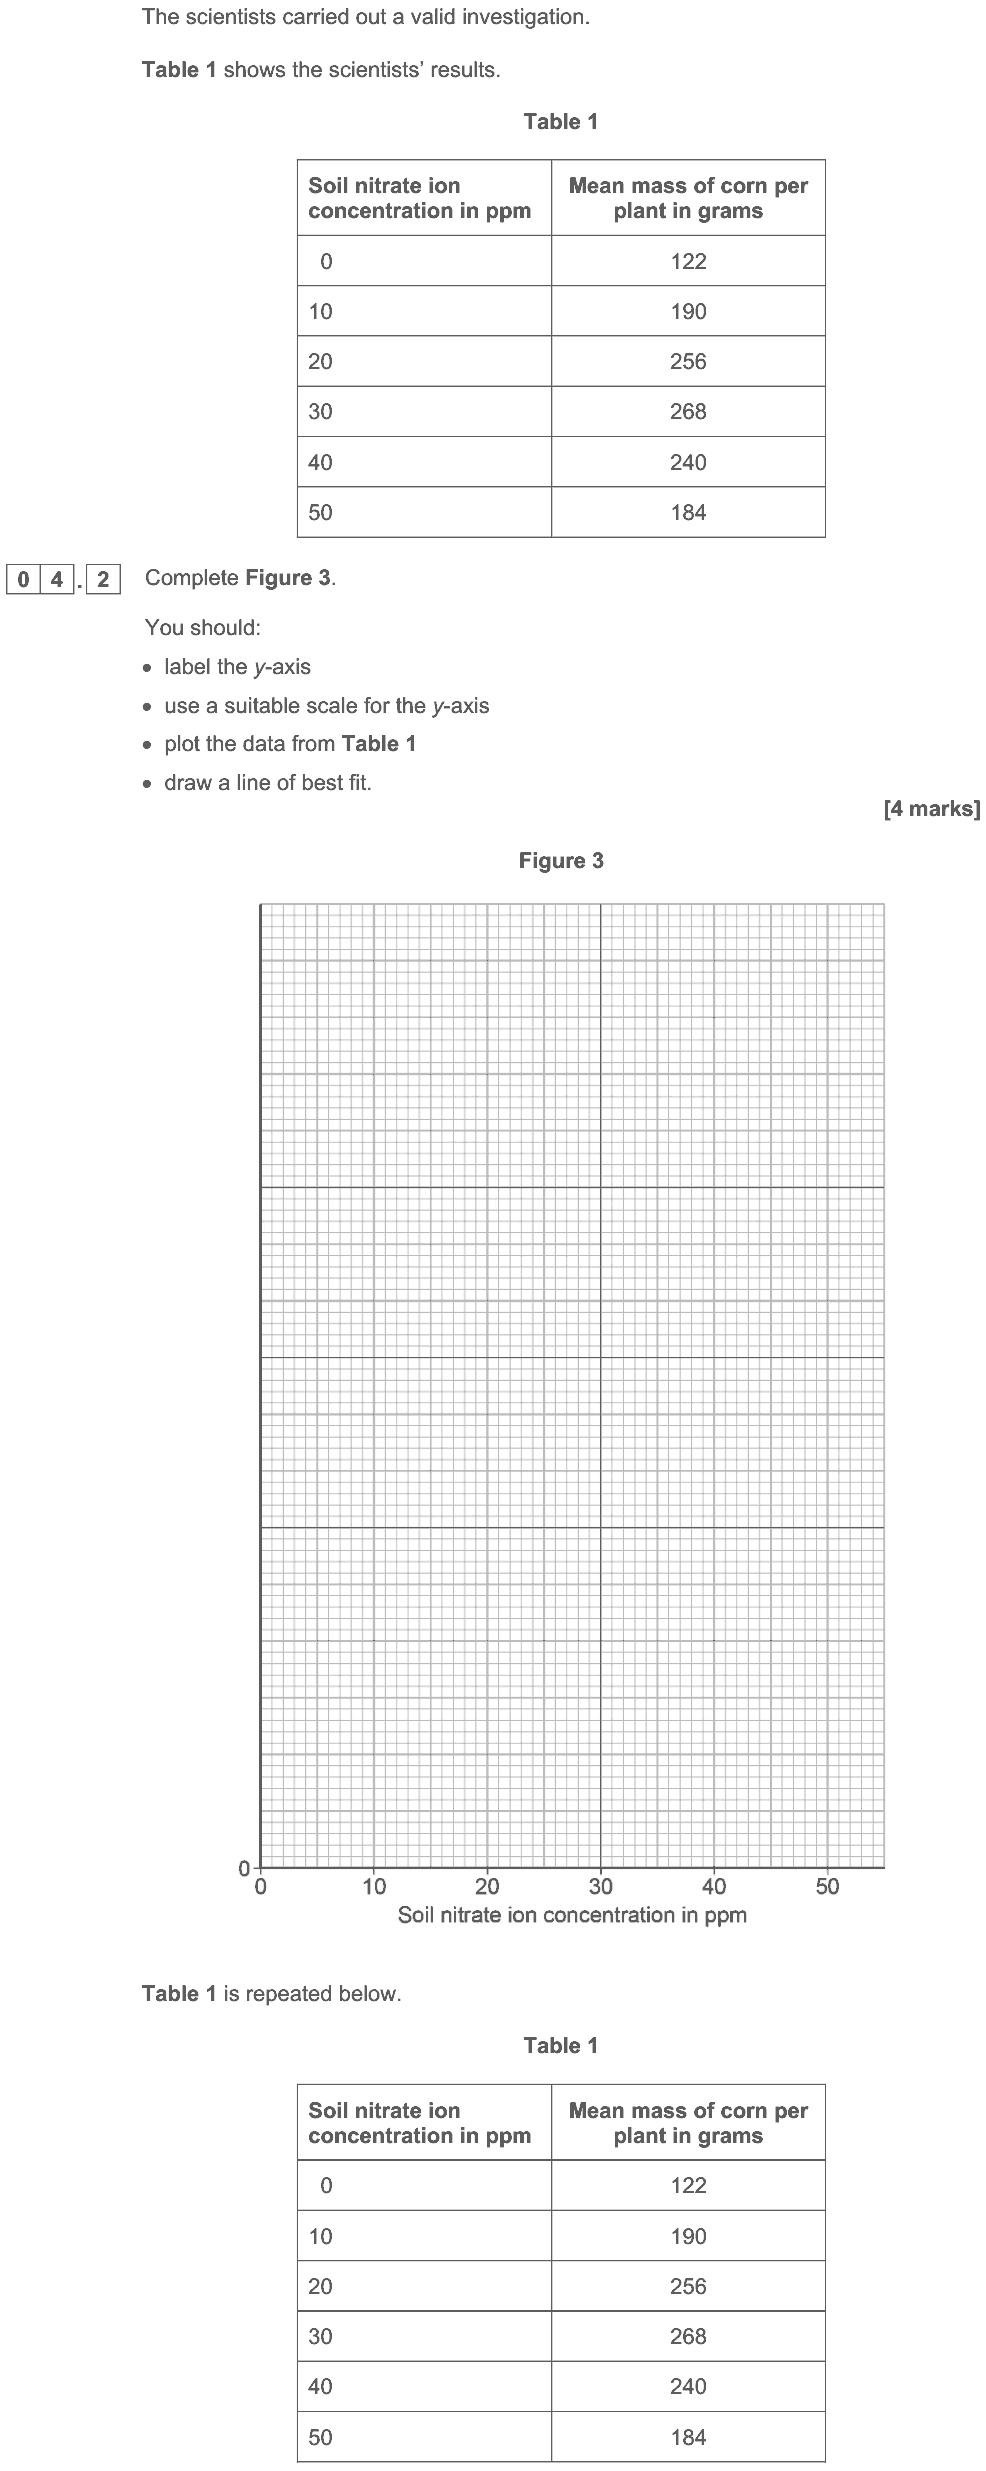 The scientists carried out a valid investigation.
Table 1 shows the scientists’ results.
Table 1
Soil nitrate ion concentration in ppm | Mean mass of corn per plant in grams
0 | 122
10 | 190
20 | 256
30 | 268
40 | 240
50 | 184
0 4 . 2 Complete Figure 3.
You should:
• label the y-axis
• use a suitable scale for the y-axis
• plot the data from Table 1
• draw a line of best fit.
[4 marks]
Figure 3
0
0 10 20 30 40 50
Soil nitrate ion concentration in ppm
Table 1 is repeated below.
Table 1
Soil nitrate ion concentration in ppm | Mean mass of corn per plant in grams
0 | 122
10 | 190
20 | 256
30 | 268
40 | 240
50 | 184